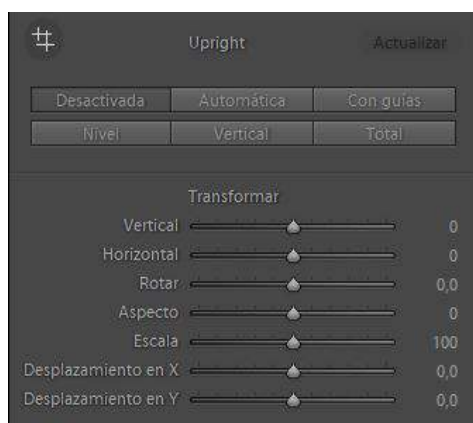 Upright Actualizar
Desactivada Automática Con guías
Nivel Vertical Total
Transformar
Vertical 0
Horizontal 0
Rotar 0,0
Aspecto 0
Escala 100
Desplazamiento en X 0,0
Desplazamiento en Y 0,0